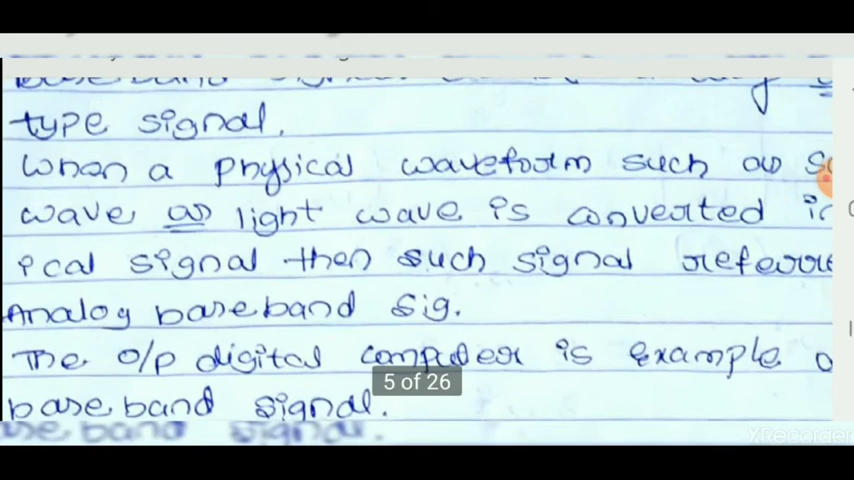 type signal.
When a physical waveform such as
wave or light wave is converted
ical signal then such signal
Analog baseband sig.
The o/p digital computer is example
5 of 26
baseband signal.
XRecorder